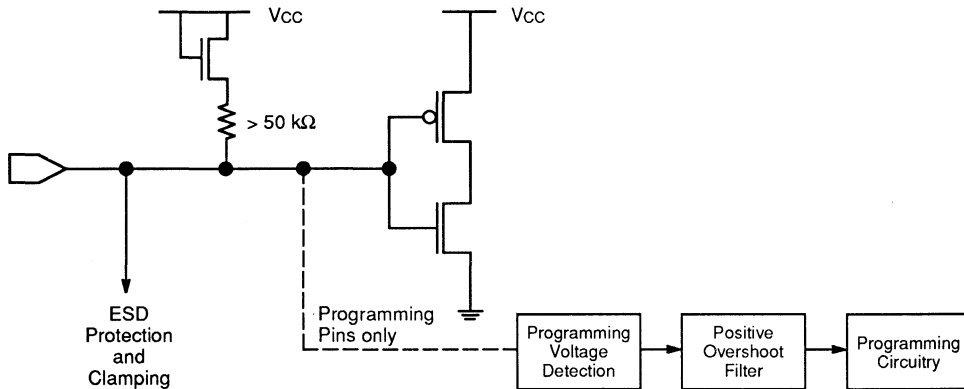 VCC
VCC
> 50 kΩ
ESD
Protection
and
Clamping
Programming
Pins only
Programming
Voltage
Detection
Positive
Overshoot
Filter
Programming
Circuitry